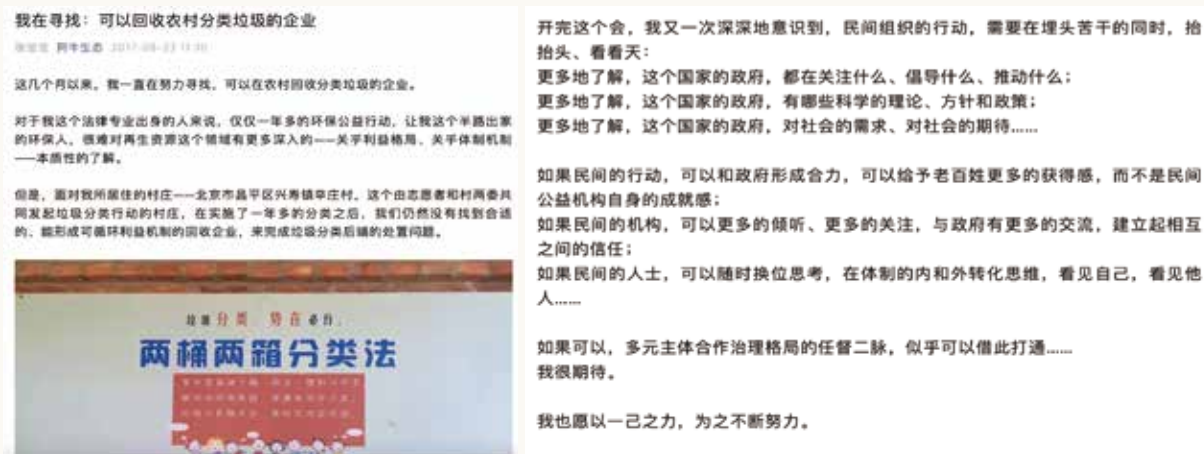 我在寻找：可以回收农村分类垃圾的企业
阿牛生态 2017-09-23 11:30
这几个月以来，我一直在努力寻找，可以在农村回收分类垃圾的企业。
对于我这个法律专业出身的人来说，仅仅一年多的环保公益行动，让我这个半路出家
的环保人，很难对再生资源这个领域有更多深入的——关乎利益格局、关乎体制机制
——本质性的了解。
但是，面对我所居住的村庄——北京市昌平区兴寿镇辛庄村，这个由志愿者和村两委共
同发起垃圾分类行动的村庄，在实施了一年多的分类之后，我们仍然没有找到合适
的、能形成可循环利益机制的回收企业，来完成垃圾分类后端的处置问题。
垃圾分类 势在必行
两桶两箱分类法
开完这个会，我又一次深深地意识到，民间组织的行动，需要在埋头苦干的同时，抬
抬头、看看天：
更多地了解，这个国家的政府，都在关注什么、倡导什么、推动什么；
更多地了解，这个国家的政府，有哪些科学的理论、方针和政策；
更多地了解，这个国家的政府，对社会的需求、对社会的期待……
如果民间的行动，可以和政府形成合力，可以给予老百姓更多的获得感，而不是民间
公益机构自身的成就感；
如果民间的机构，可以更多的倾听、更多的关注，与政府有更多的交流，建立起相互
之间的信任；
如果民间的人士，可以随时换位思考，在体制的内和外转化思维，看见自己，看见他
人……
如果可以，多元主体合作治理格局的任督二脉，似乎可以借此打通……
我很期待。
我也愿以一己之力，为之不断努力。